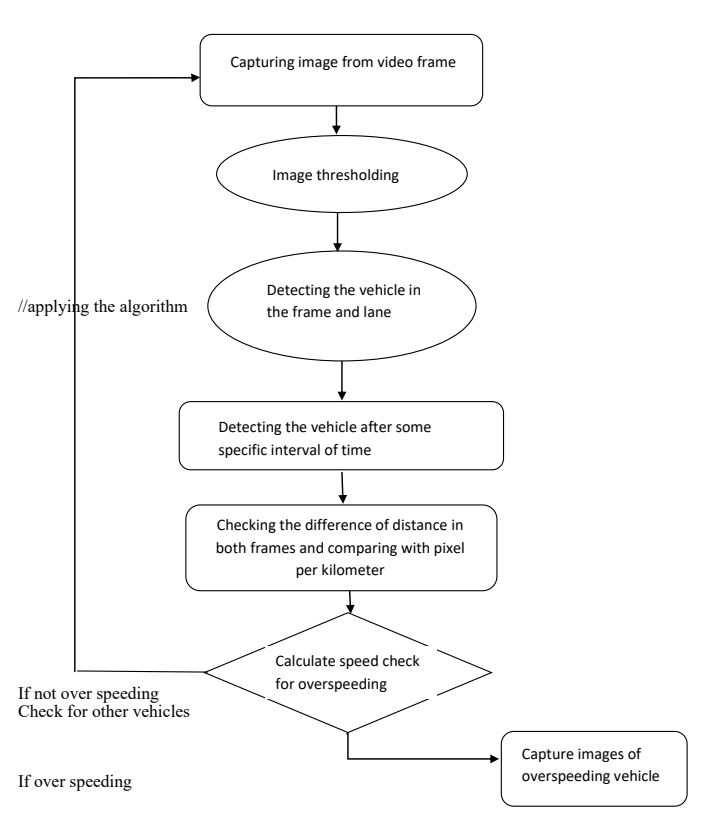 Capturing image from video frame
Image thresholding
Detecting the vehicle in
the frame and lane
//applying the algorithm
Detecting the vehicle after some
specific interval of time
Checking the difference of distance in
both frames and comparing with pixel
per kilometer
Calculate speed check
for overspeeding
If not over speeding
Check for other vehicles
Capture images of
overspeeding vehicle
If over speeding